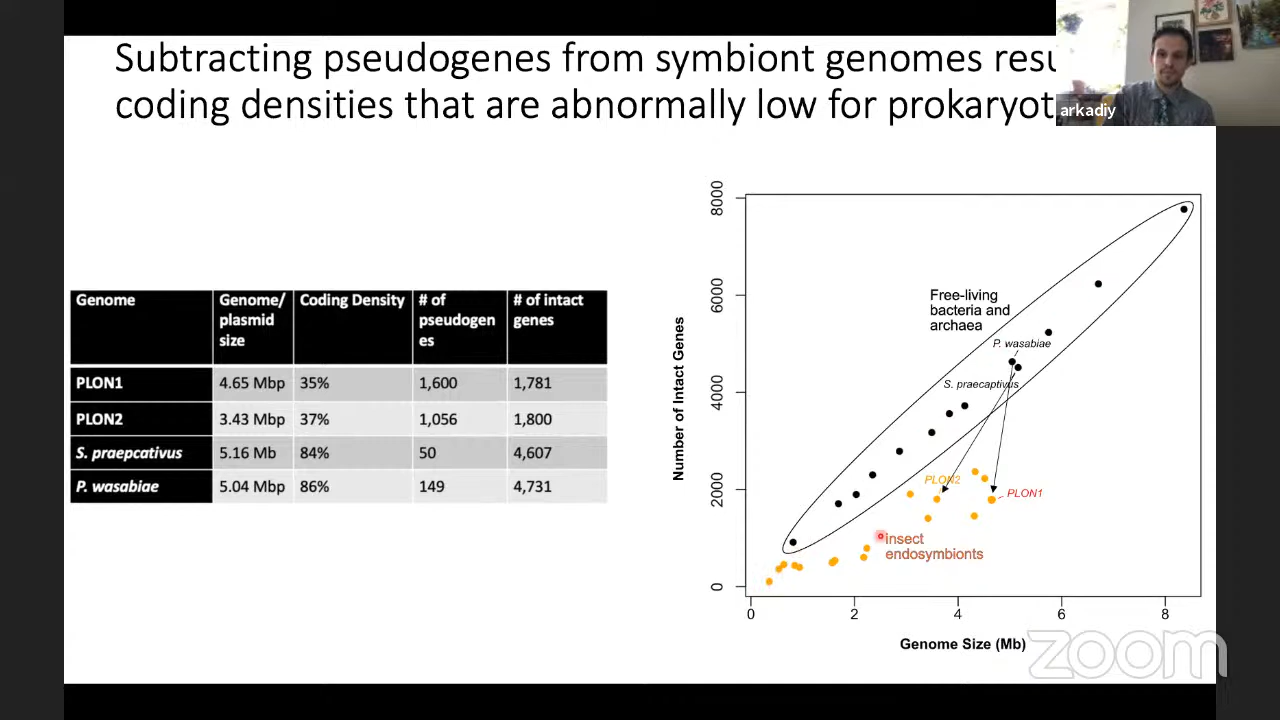 Subtracting pseudogenes from symbiont genomes resu
coding densities that are abnormally low for prokaryot
arkadiy
Genome
Genome/
plasmid
size
Coding Density
# of
pseudogen
es
# of intact
genes
PLON1
4.65 Mbp
35%
1,600
1,781
PLON2
3.43 Mbp
37%
1,056
1,800
S. praepcativus
5.16 Mb
84%
50
4,607
P. wasabiae
5.04 Mbp
86%
149
4,731
Number of Intact Genes
8000
6000
4000
2000
0
Free-living
bacteria and
archaea
P. wasabiae
S. praecaptivus
PLON2
PLON1
insect
endosymbionts
0
2
4
6
8
Genome Size (Mb)
zoom